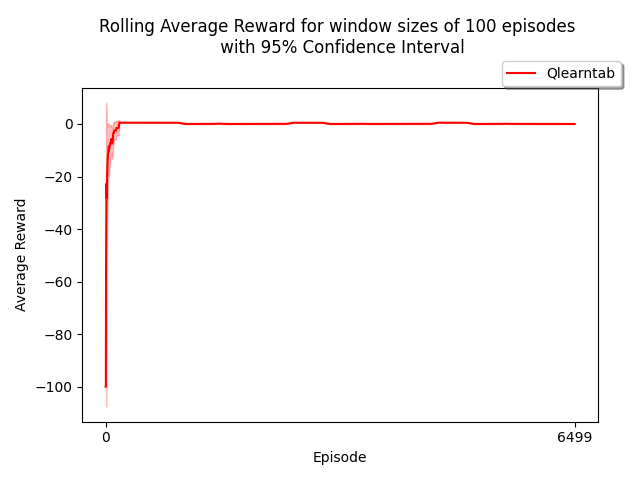 Rolling Average Reward for window sizes of 100 episodes
with 95% Confidence Interval
Qlearntab
Average Reward
0
−20
−40
−60
−80
−100
0
6499
Episode